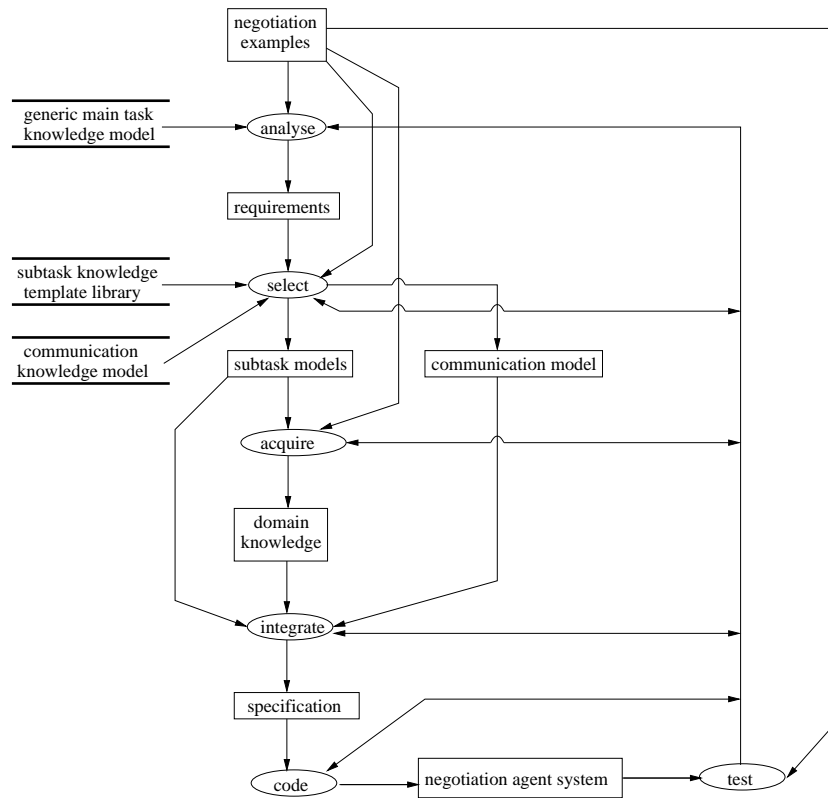 negotiation
examples
generic main task
knowledge model
analyse
requirements
subtask knowledge
template library
select
communication
knowledge model
subtask models
communication model
acquire
domain
knowledge
integrate
specification
code
negotiation agent system
test